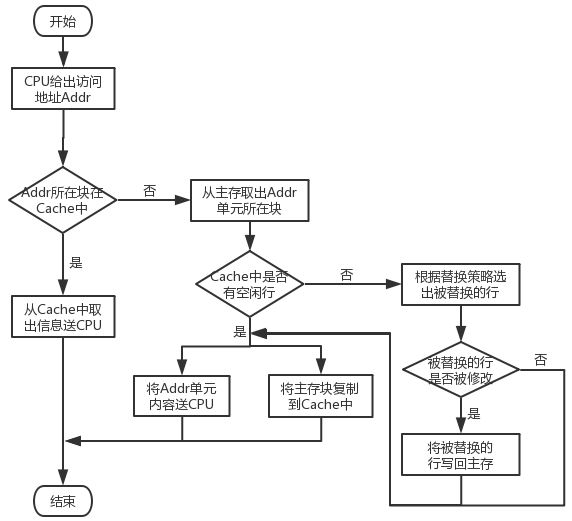 开始
CPU给出访问
地址Addr
Addr所在块在
Cache中
否
从主存取出Addr
单元所在块
是
Cache中是否
有空闲行
否
根据替换策略选
出被替换的行
从Cache中取
出信息送CPU
是
被替换的行
是否被修改
否
将Addr单元
内容送CPU
将主存块复制
到Cache中
是
将被替换的
行写回主存
结束